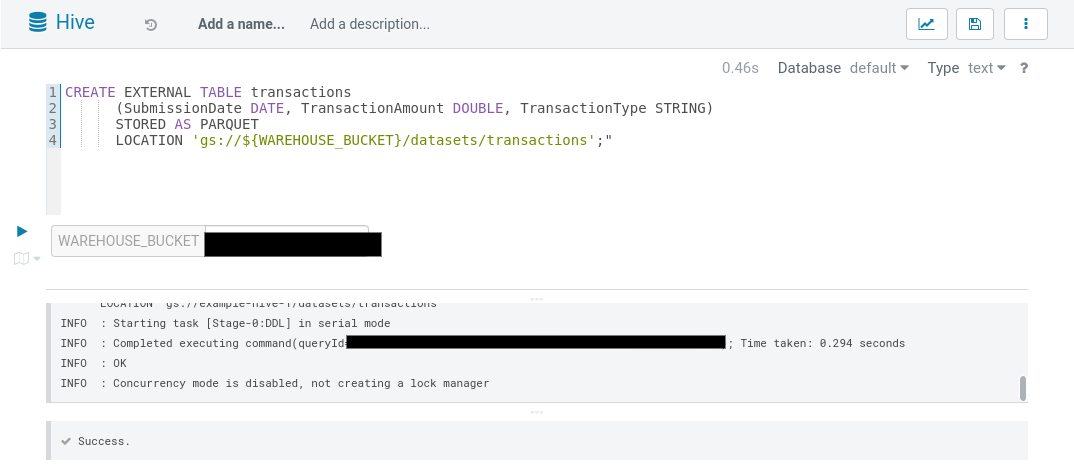 Hive Add a name... Add a description...
0.46s Database default Type text ?
1 CREATE EXTERNAL TABLE transactions
2 (SubmissionDate DATE, TransactionAmount DOUBLE, TransactionType STRING)
3 STORED AS PARQUET
4 LOCATION 'gs://${WAREHOUSE_BUCKET}/datasets/transactions';"
WAREHOUSE_BUCKET
LOCATION 'gs://example-hive-1/datasets/transactions
INFO : Starting task [Stage-0:DDL] in serial mode
INFO : Completed executing command(queryId= ; Time taken: 0.294 seconds
INFO : OK
INFO : Concurrency mode is disabled, not creating a lock manager
Success.